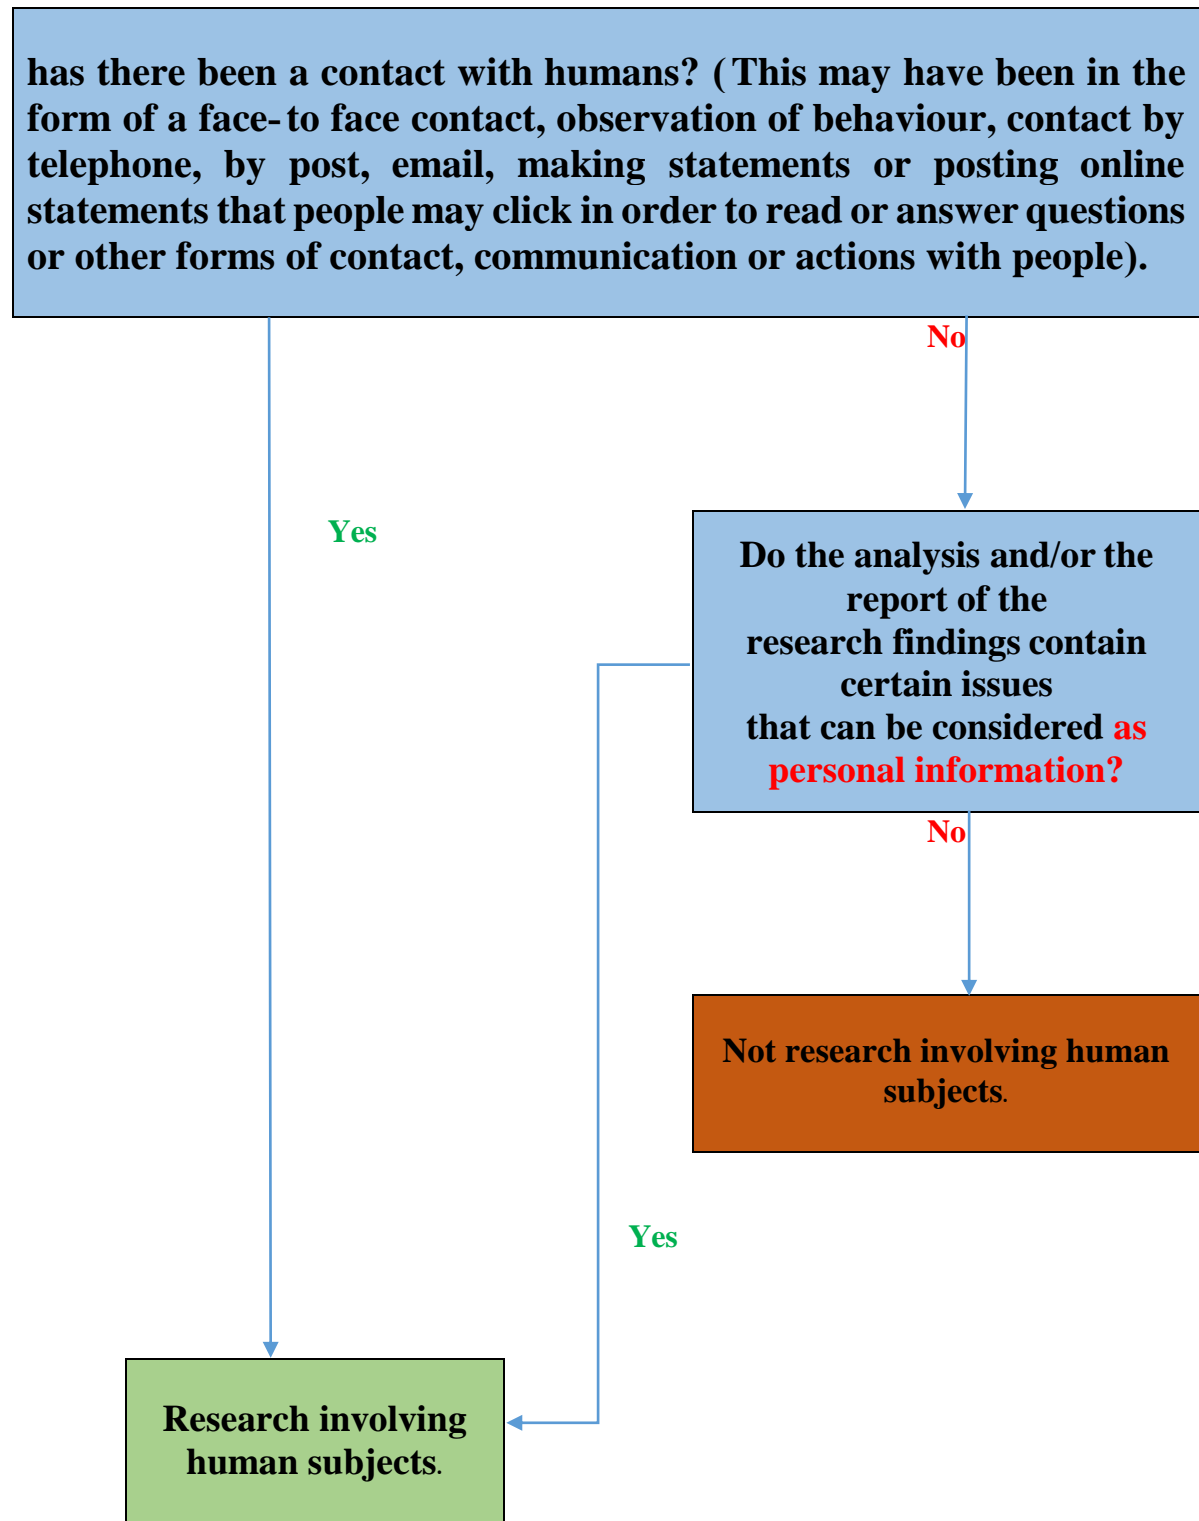 has there been a contact with humans? (This may have been in the
form of a face-to face contact, observation of behaviour, contact by
telephone, by post, email, making statements or posting online
statements that people may click in order to read or answer questions
or other forms of contact, communication or actions with people).
No
Yes
Do the analysis and/or the
report of the
research findings contain
certain issues
that can be considered as
personal information?
No
Not research involving human
subjects.
Yes
Research involving
human subjects.